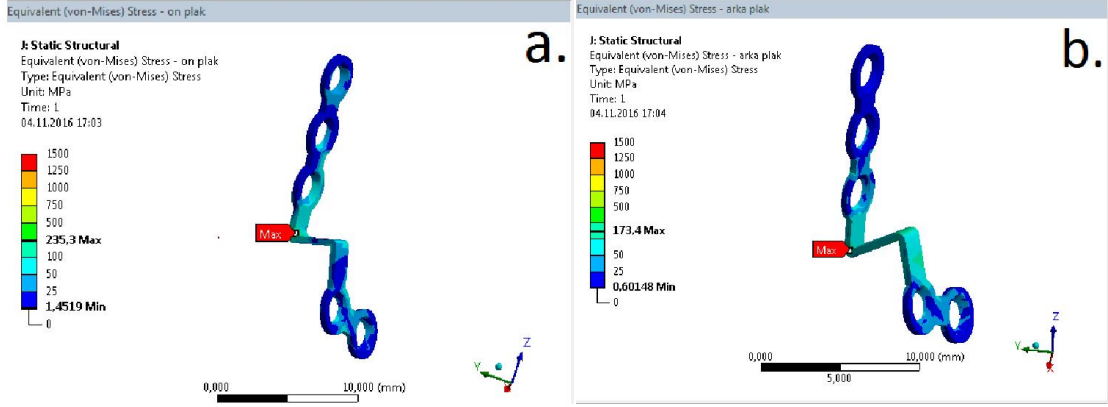 Equivalent (von-Mises) Stress - on plak
a.
J: Static Structural
Equivalent (von-Mises) Stress - on plak
Type: Equivalent (von-Mises) Stress
Unit: MPa
Time: 1
04.11.2016 17:03
1500
1250
1000
750
500
235,3 Max
100
50
25
1,4519 Min
0
Max
0,000
10,000 (mm)
Z
Y
Equivalent (von-Mises) Stress - arka plak
b.
J: Static Structural
Equivalent (von-Mises) Stress - arka plak
Type: Equivalent (von-Mises) Stress
Unit: MPa
Time: 1
04.11.2016 17:04
1500
1250
1000
750
500
173,4 Max
100
50
25
0,60148 Min
0
Max
0,000
10,000 (mm)
5,000
Z
Y
X